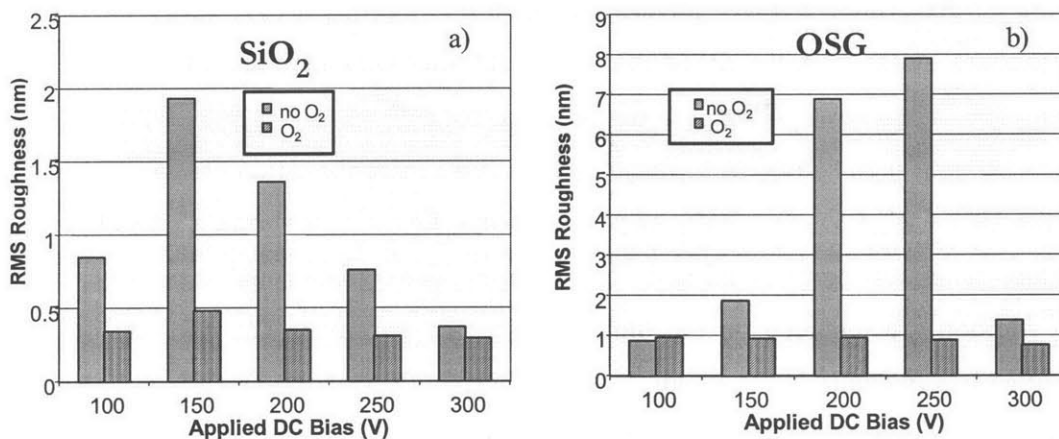 a)
SiO2
no O2
O2
RMS Roughness (nm)
2.5
2
1.5
1
0.5
0
100 150 200 250 300
Applied DC Bias (V)
b)
OSG
no O2
O2
RMS Roughness (nm)
9
8
7
6
5
4
3
2
1
0
100 150 200 250 300
Applied DC Bias (V)